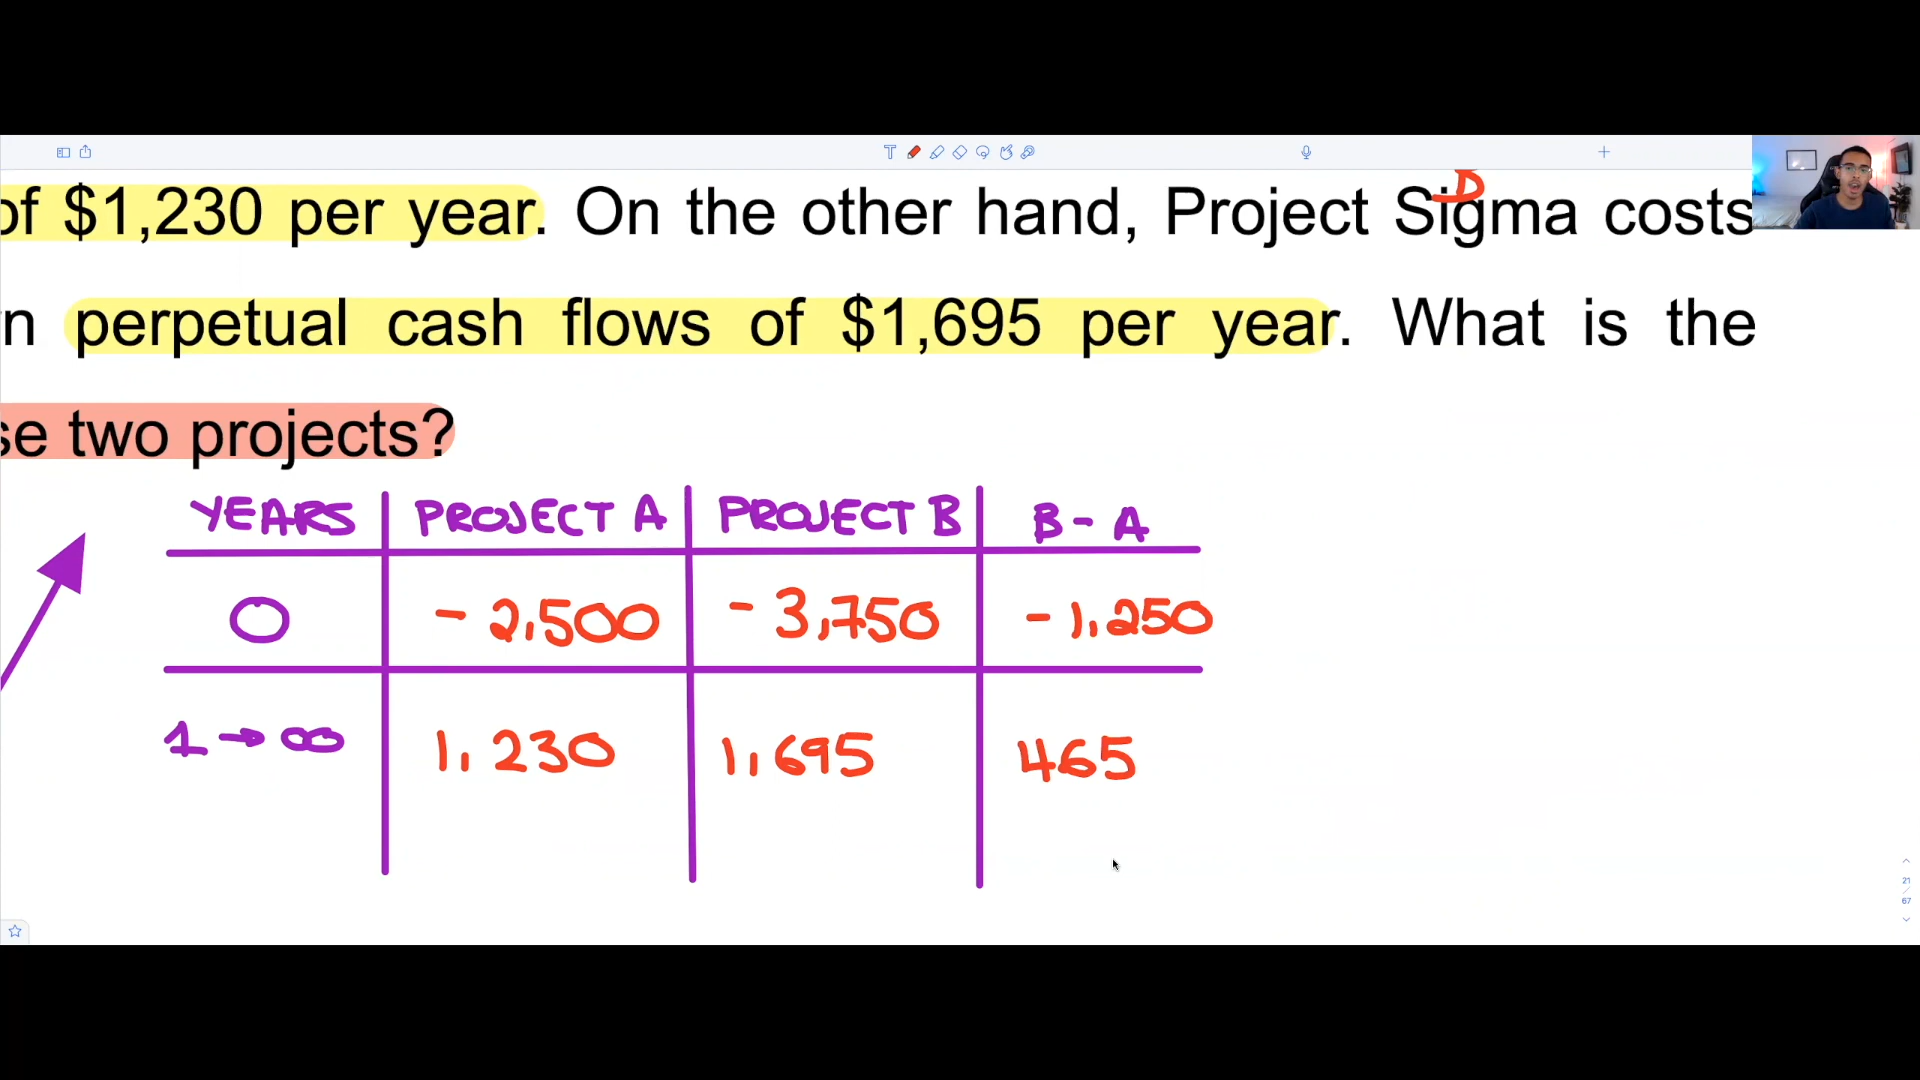 of $1,230 per year. On the other hand, Project Sigma costs
n perpetual cash flows of $1,695 per year. What is the
se two projects?
YEARS PROJECT A PROJECT B B - A
0 - 2,500 - 3,750 - 1,250
1 → ∞ 1,230 1,695 465
21
67